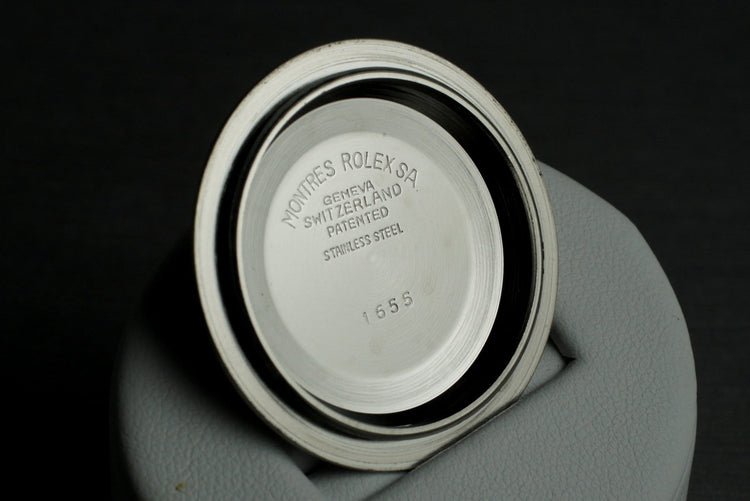 MONTRES ROLEX S.A.
GENEVA
SWITZERLAND
PATENTED
STAINLESS STEEL
1655